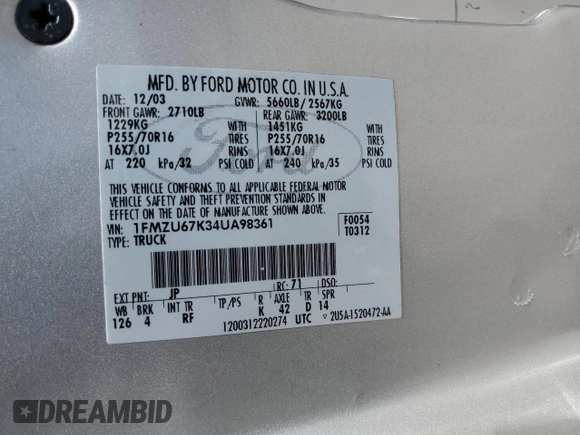 MFD. BY FORD MOTOR CO. IN U.S.A.
DATE: 12/03 GVWR: 5660LB/2567KG
FRONT GAWR: 2710LB REAR GAWR: 3200LB
1229KG WITH 1451KG WITH
P255/70R16 TIRES P255/70R16 TIRES
16X7.0J RIMS 16X7.0J RIMS
AT 220 kPa/32 PSI COLD AT 240 kPa/35 PSI COLD
THIS VEHICLE CONFORMS TO ALL APPLICABLE FEDERAL MOTOR
VEHICLE SAFETY AND THEFT PREVENTION STANDARDS IN
EFFECT ON THE DATE OF MANUFACTURE SHOWN ABOVE.
VIN: 1FMZU67K34UA98361 F0054
TYPE: TRUCK T0312
EXT PNT: JP RC: 71 DSO:
WB BRK INT TR TP/PS R AXLE TR SPR
126 4 RF K 42 D 14
1200312220274 UTC ▽ 2U5A-1520472-AA
Ford
DREAMBID